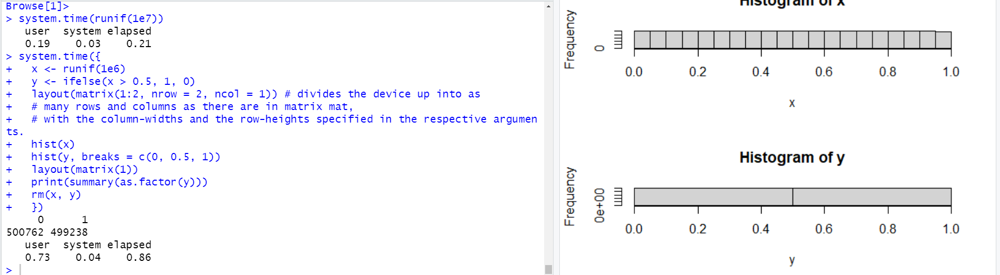 Browse[1]>
> system.time(runif(1e7))
   user  system elapsed
   0.19    0.03    0.21
> system.time({
+   x <- runif(1e6)
+   y <- ifelse(x > 0.5, 1, 0)
+   layout(matrix(1:2, nrow = 2, ncol = 1)) # divides the device up into as
+   # many rows and columns as there are in matrix mat,
+   # with the column-widths and the row-heights specified in the respective argumen
ts.
+   hist(x)
+   hist(y, breaks = c(0, 0.5, 1))
+   layout(matrix(1))
+   print(summary(as.factor(y)))
+   rm(x, y)
+   })
     0      1
500762 499238
   user  system elapsed
   0.73    0.04    0.86
>
Histogram of x
Frequency
0
0.0 0.2 0.4 0.6 0.8 1.0
x
Histogram of y
Frequency
0e+00
0.0 0.2 0.4 0.6 0.8 1.0
y